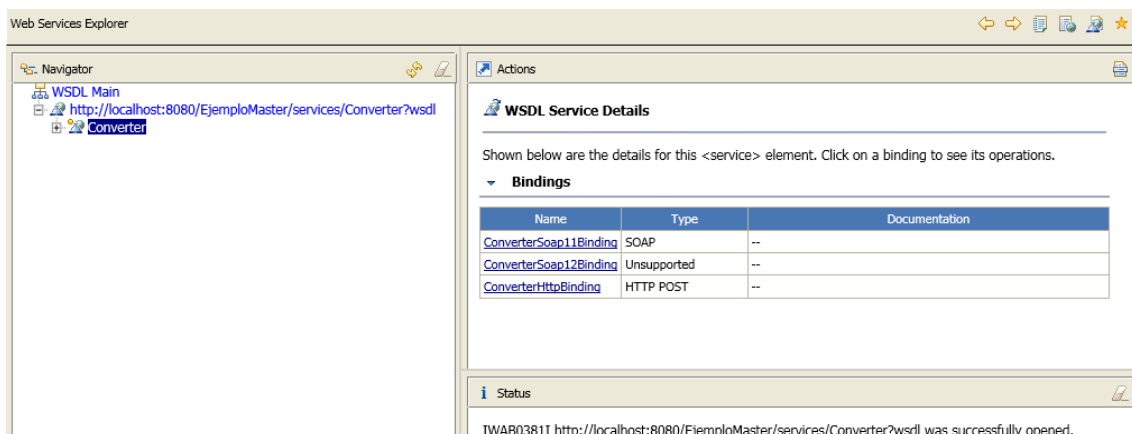 Web Services Explorer
Navigator
WSDL Main
http://localhost:8080/EjemploMaster/services/Converter?wsdl
Converter
Actions
WSDL Service Details
Shown below are the details for this <service> element. Click on a binding to see its operations.
Bindings
Name Type Documentation
ConverterSoap11Binding SOAP --
ConverterSoap12Binding Unsupported --
ConverterHttpBinding HTTP POST --
Status
IWAB0381I http://localhost:8080/EjemploMaster/services/Converter?wsdl was successfully opened.